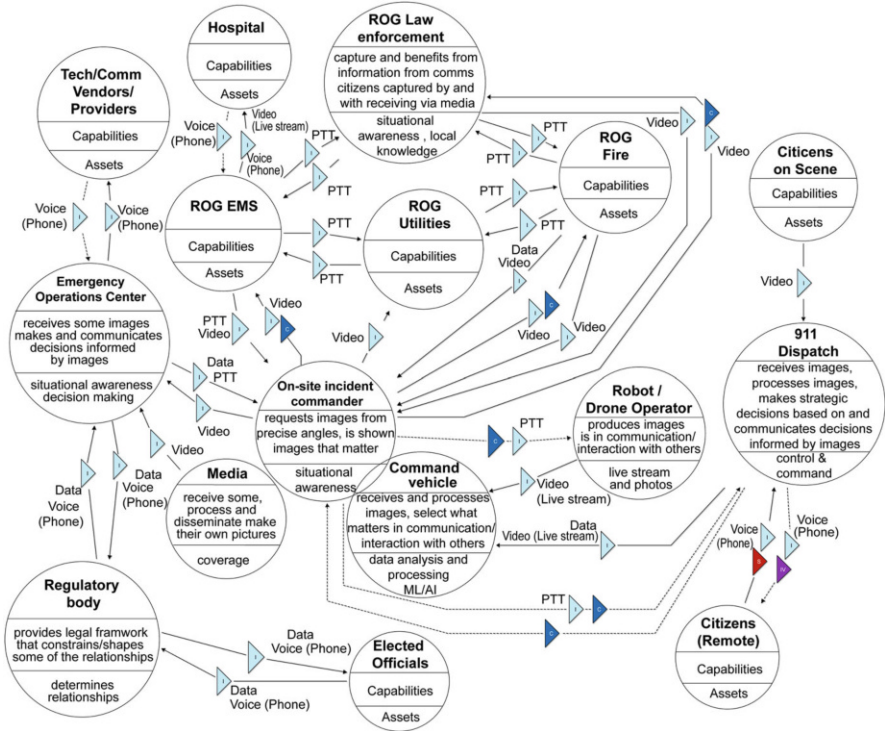 Hospital
Capabilities
Assets
ROG Law
enforcement
capture and benefits from
information from comms
citizens captured by and
with receiving via media
situational
awareness , local
knowledge
Tech/Comm
Vendors/
Providers
Capabilities
Assets
Voice
(Phone)
I
Video
(Live stream)
I
Voice
(Phone)
PTT
I
I
PTT
I
PTT
PTT
I
I
Video
C
I
Video
ROG
Fire
Capabilities
Assets
Citicens
on Scene
Capabilities
Assets
Voice
(Phone)
I
I
Voice
(Phone)
ROG EMS
Capabilities
Assets
PTT
I
I
PTT
ROG
Utilities
Capabilities
Assets
PTT
I
I
PTT
Data
Video
I
Video
I
Emergency
Operations Center
receives some images
makes and communicates
decisions informed
by images
situational awareness
decision making
PTT
Video
I
Video
I
C
Video
I
Video
I
C
I
Video
911
Dispatch
receives images,
processes images,
makes strategic
decisions based on and
communicates decisions
informed by images
control &
command
Data
PTT
I
I
Video
On-site incident
commander
requests images from
precise angles, is shown
images that matter
situational
awareness
Robot /
Drone Operator
produces images
is in communication/
interaction with others
live stream
and photos
C
I
PTT
I
Video
(Live stream)
I
Video
Media
receive some,
process and
disseminate make
their own pictures
coverage
Command
vehicle
receives and processes
images, select what
matters in communication/
interaction with others
data analysis and
processing
ML/AI
I
Data
Voice (Phone)
I
Data
Voice (Phone)
Data
Video (Live stream)
I
Voice
(Phone)
I
Voice
(Phone)
I
IV
PTT
I
C
C
Regulatory
body
provides legal framwork
that constrains/shapes
some of the relationships
determines
relationships
Data
Voice (Phone)
I
I
Data
Voice (Phone)
Elected
Officials
Capabilities
Assets
Citizens
(Remote)
Capabilities
Assets